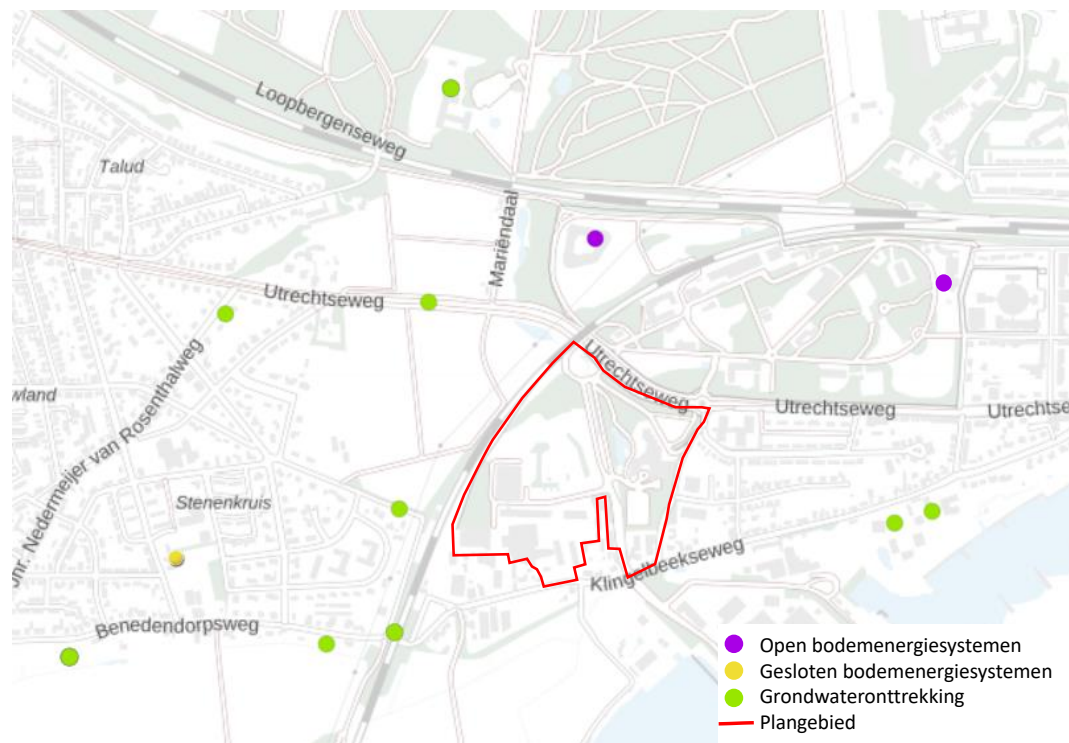 Loopbergenseweg
Talud
Mariëndaal
Utrechtseweg
Utrechtseweg
Utrechtseweg
Utrechtse
wland
Jhr. Nedermeijer van Rosenthalweg
Stenenkruis
Klingelbeekseweg
Benedendorpsweg
Open bodemenergiesystemen
Gesloten bodemenergiesystemen
Grondwateronttrekking
Plangebied